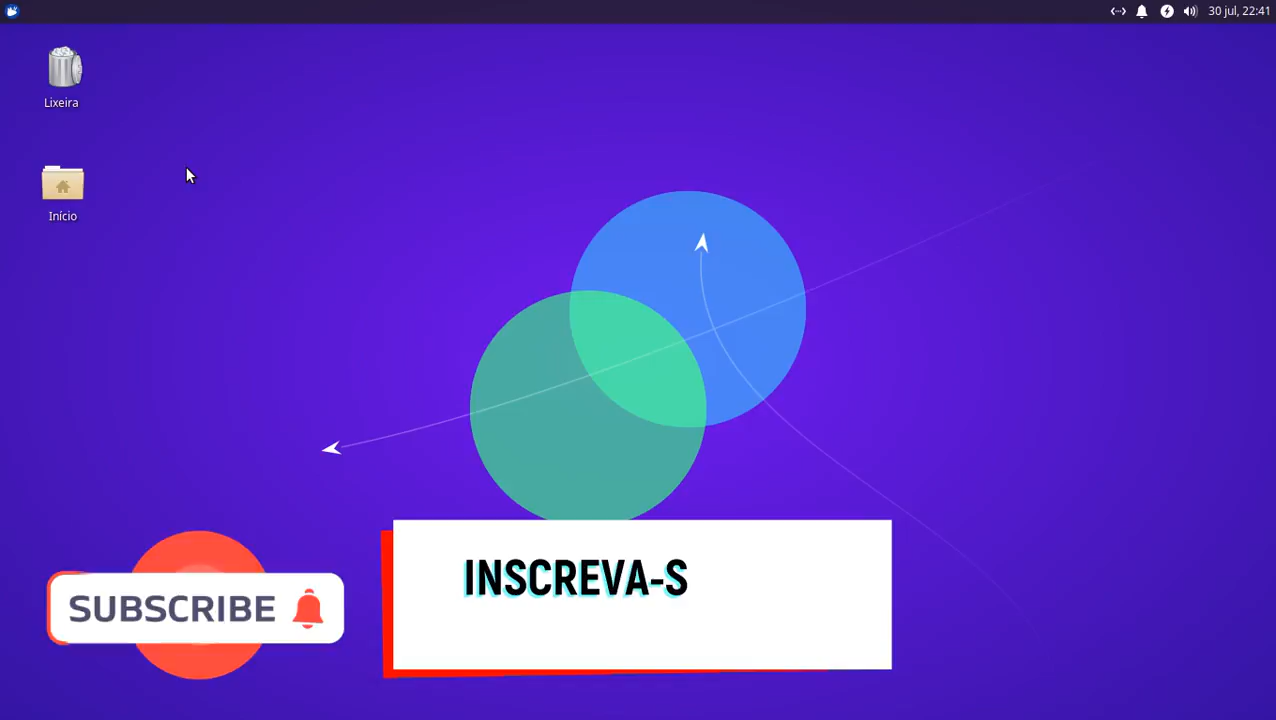 30 jul, 22:41
Lixeira
Início
SUBSCRIBE
INSCREVA-S